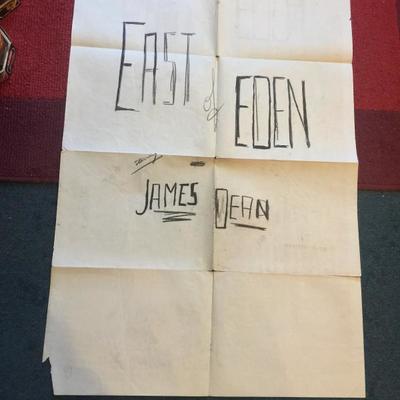 EAST
of EDEN
JAMES DEAN